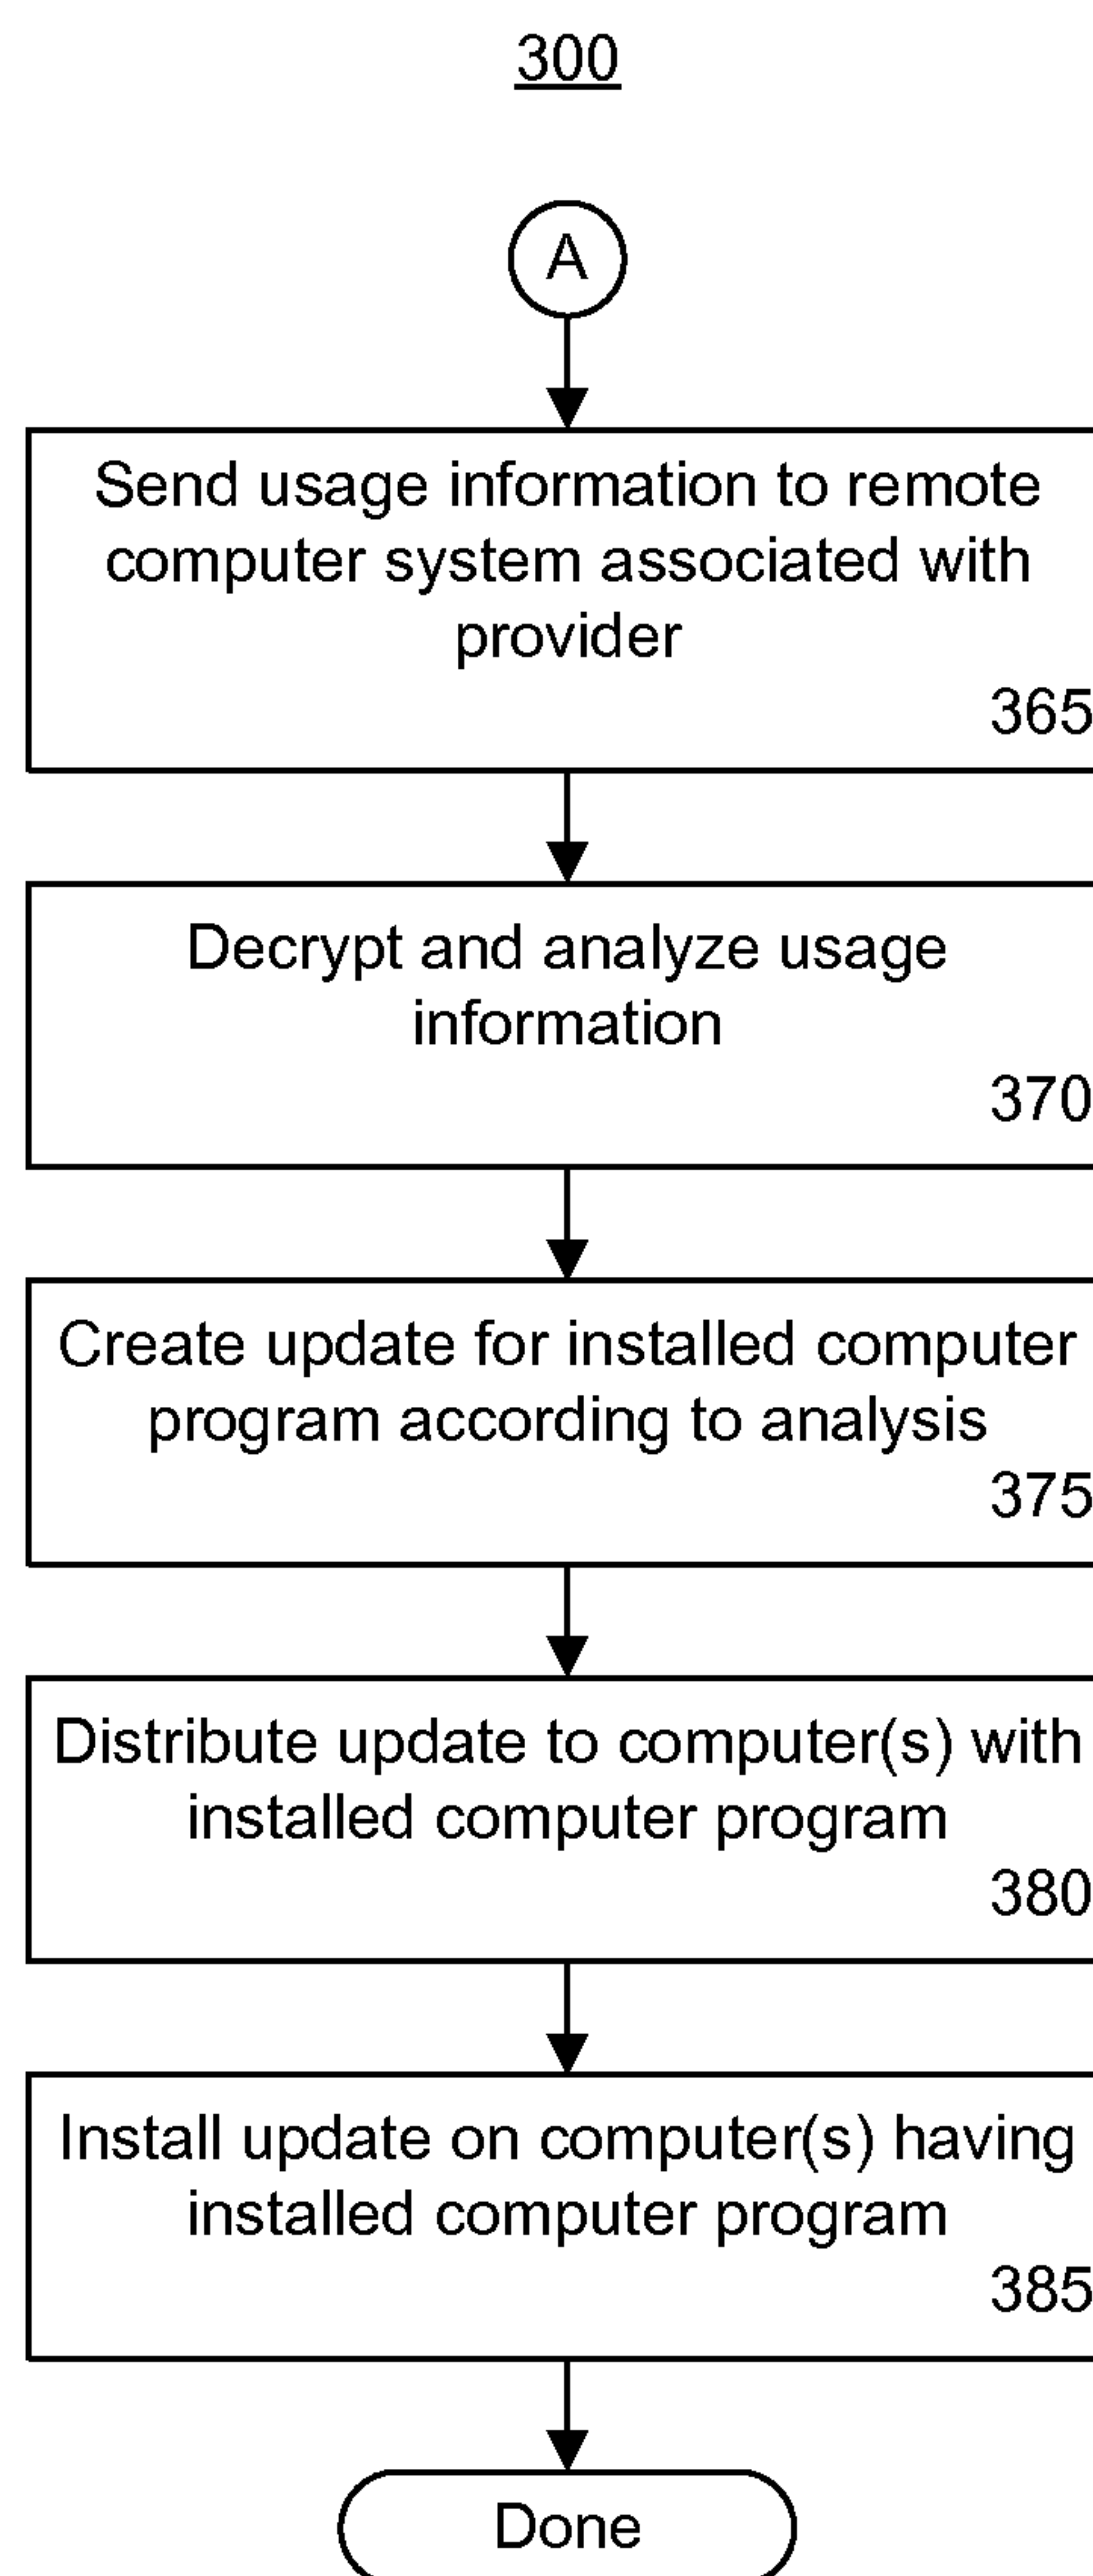 300
A
Send usage information to remote
computer system associated with
provider
365
Decrypt and analyze usage
information
370
Create update for installed computer
program according to analysis
375
Distribute update to computer(s) with
installed computer program
380
Install update on computer(s) having
installed computer program
385
Done